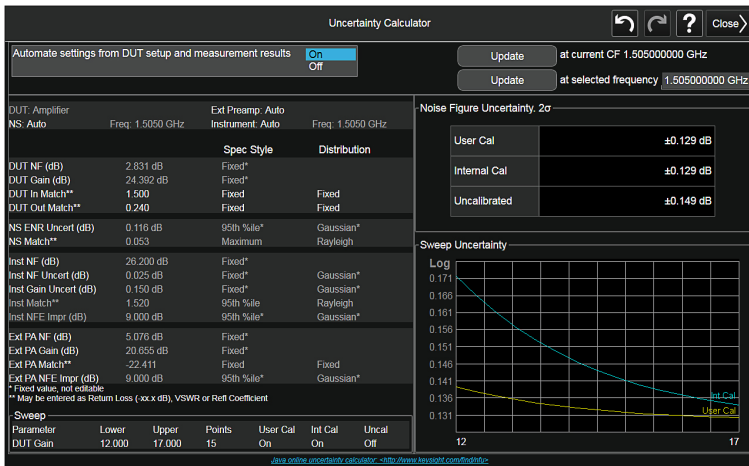 Uncertainty Calculator
? Close
Automate settings from DUT setup and measurement results On
Off
Update at current CF 1.505000000 GHz
Update at selected frequency 1.505000000 GHz
DUT: Amplifier Ext Preamp: Auto
NS: Auto Freq: 1.5050 GHz Instrument: Auto Freq: 1.5050 GHz
Spec Style Distribution
DUT NF (dB) 2.831 dB Fixed*
DUT Gain (dB) 24.392 dB Fixed*
DUT In Match** 1.500 Fixed Fixed
DUT Out Match** 0.240 Fixed Fixed
NS ENR Uncert (dB) 0.116 dB 95th %ile* Gaussian*
NS Match** 0.053 Maximum Rayleigh
Inst NF (dB) 26.200 dB Fixed*
Inst NF Uncert (dB) 0.025 dB Fixed* Gaussian*
Inst Gain Uncert (dB) 0.150 dB Fixed* Gaussian*
Inst Match** 1.520 95th %ile Rayleigh
Inst NFE Impr (dB) 9.000 dB 95th %ile* Gaussian*
Ext PA NF (dB) 5.076 dB Fixed*
Ext PA Gain (dB) 20.655 dB Fixed*
Ext PA Match** -22.411 Fixed Fixed
Ext PA NFE Impr (dB) 9.000 dB 95th %ile* Gaussian*
* Fixed value, not editable
** May be entered as Return Loss (-xx.x dB), VSWR or Refl Coefficient
Sweep
Parameter Lower Upper Points User Cal Int Cal Uncal
DUT Gain 12.000 17.000 15 On On Off
Noise Figure Uncertainty. 2σ
User Cal ±0.129 dB
Internal Cal ±0.129 dB
Uncalibrated ±0.149 dB
Sweep Uncertainty
Log
0.171
0.166
0.161
0.156
0.151
0.146
0.141
0.136
0.131
Int Cal
User Cal
12 17
Java online uncertainty calculator: <http://www.keysight.com/find/nfu>